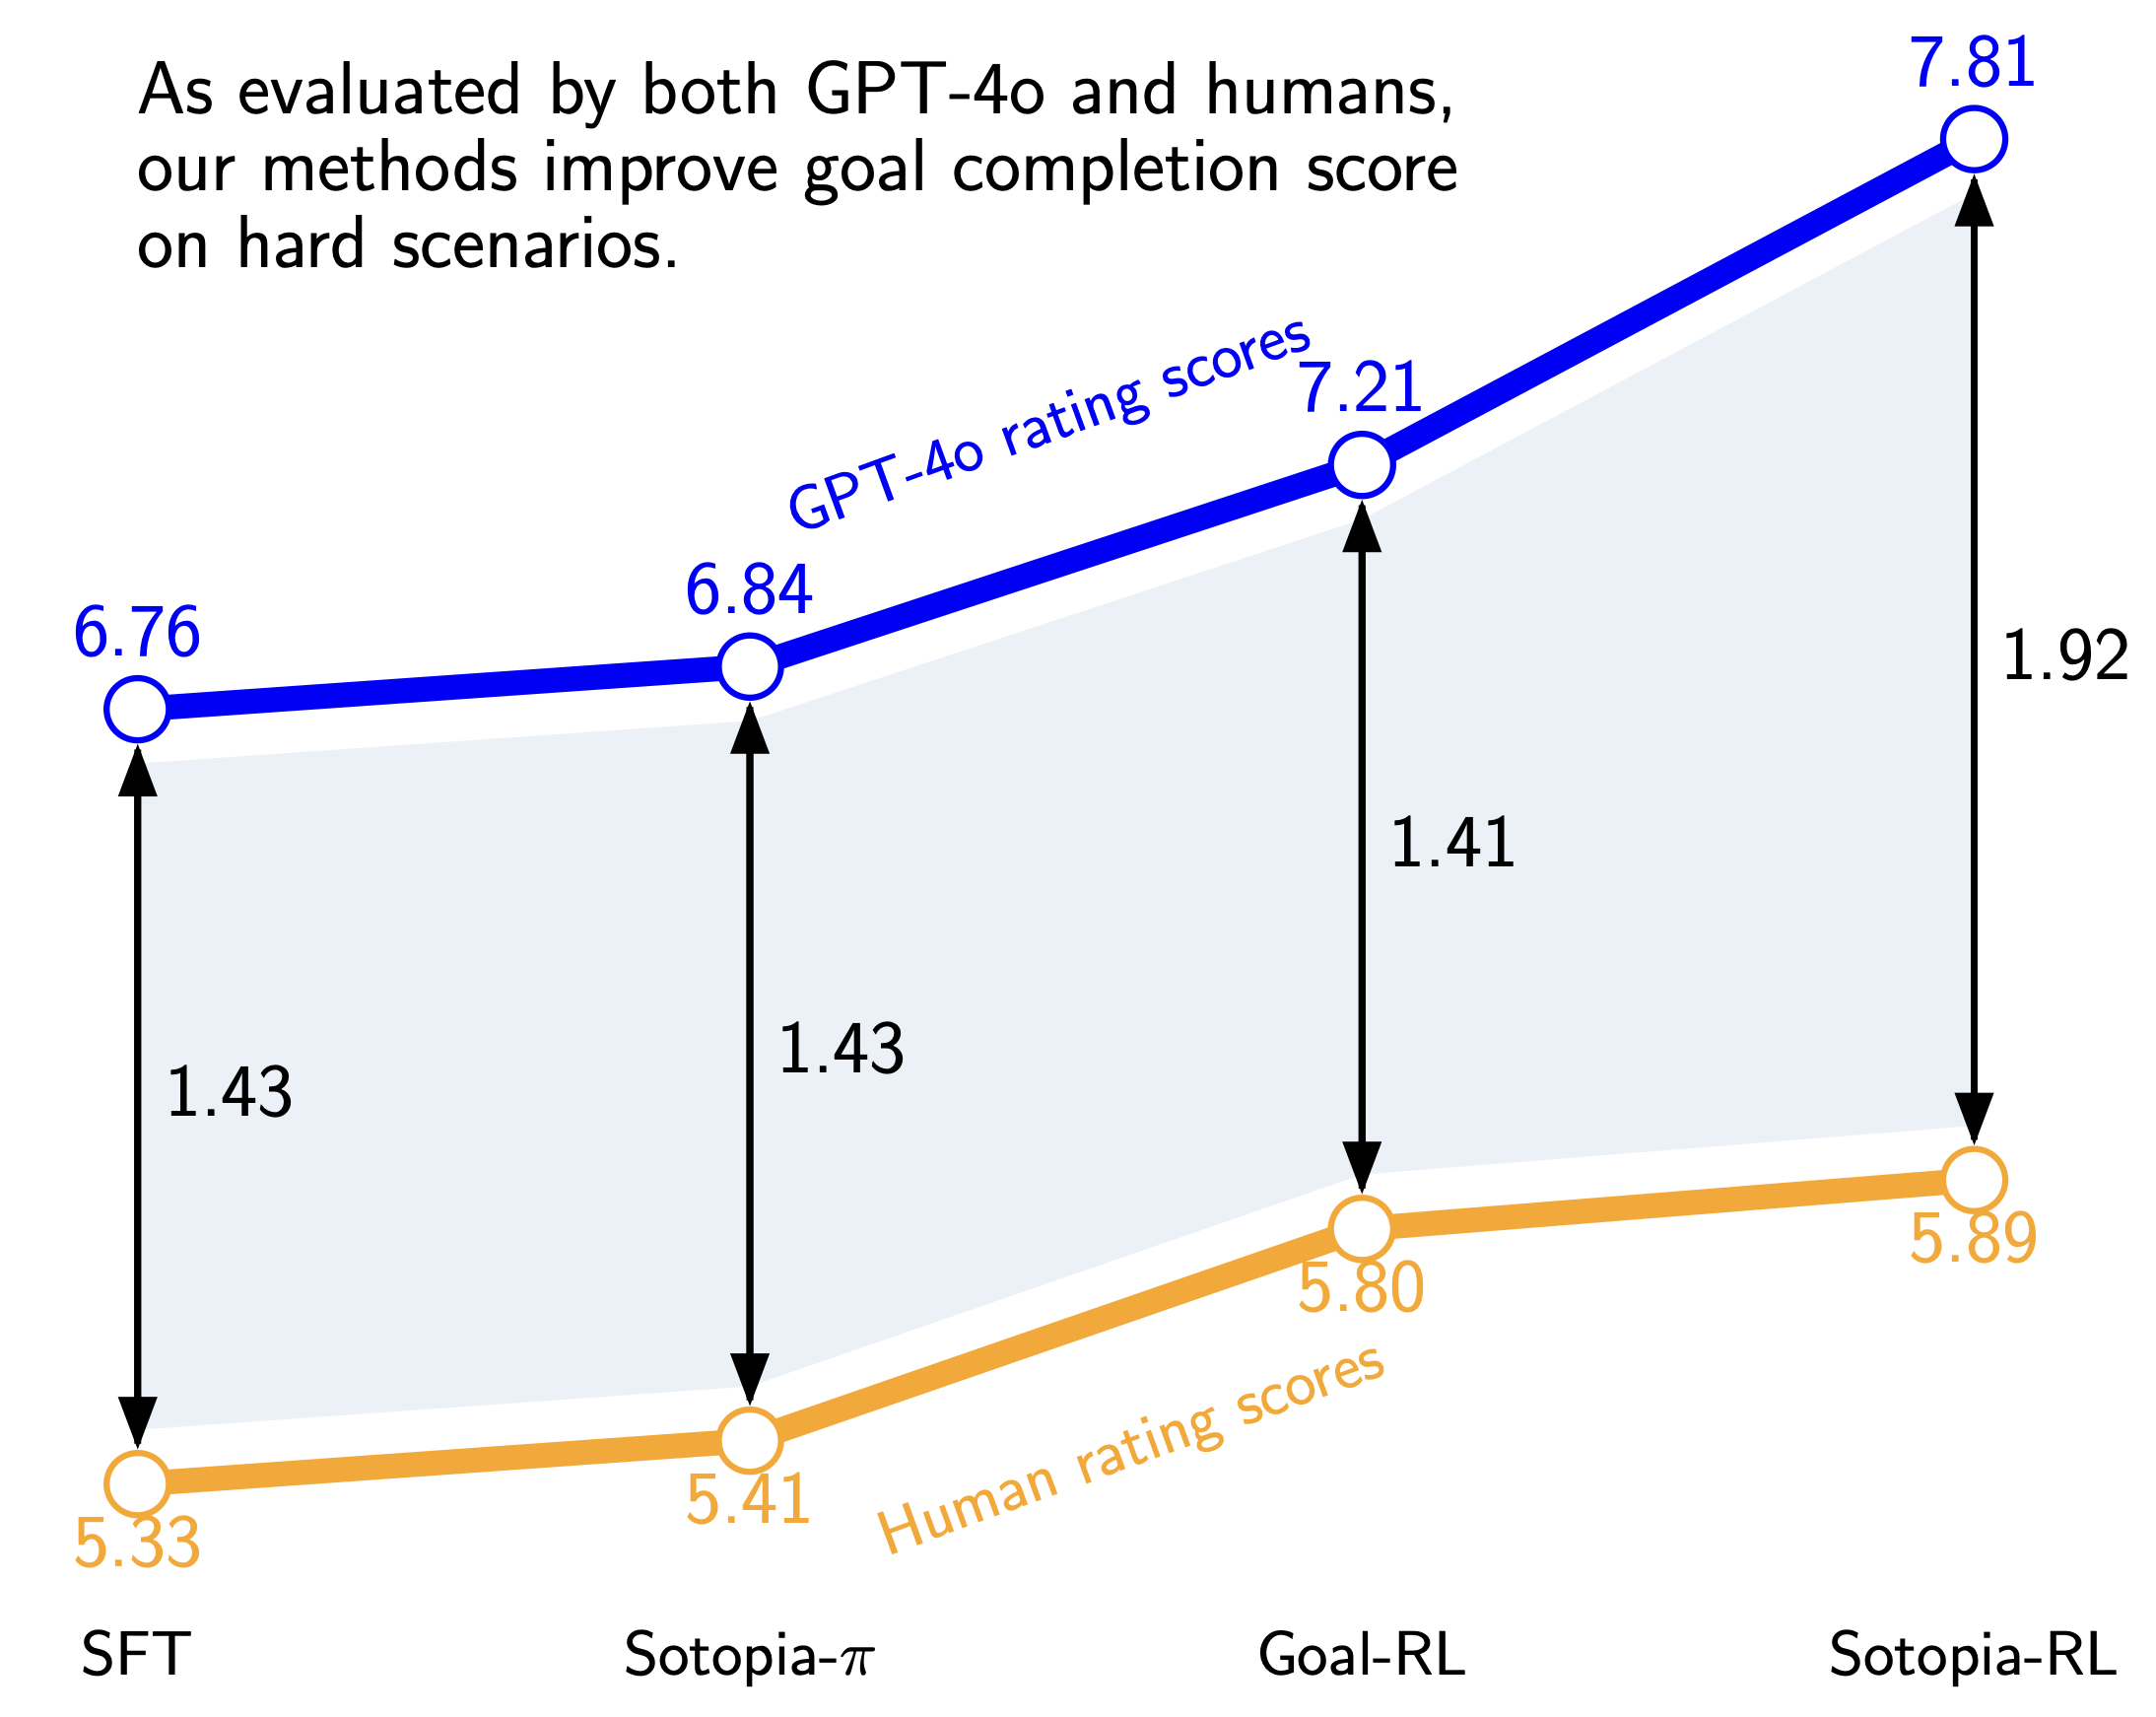 As evaluated by both GPT-4o and humans,
our methods improve goal completion score
on hard scenarios.
7.81
GPT-4o rating scores
7.21
6.84
6.76
1.92
1.41
1.43
1.43
5.89
5.80
Human rating scores
5.41
5.33
SFT
Sotopia-π
Goal-RL
Sotopia-RL